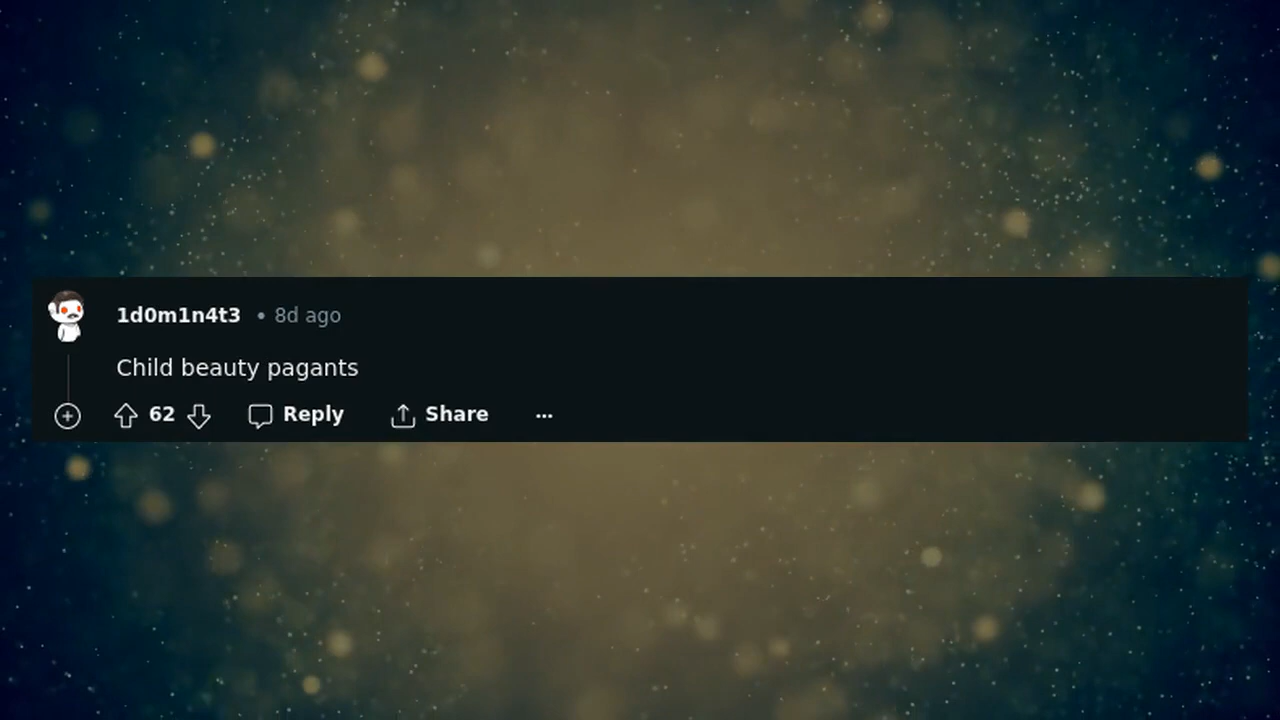 1d0m1n4t3 • 8d ago
Child beauty pagants
62 Reply Share ...